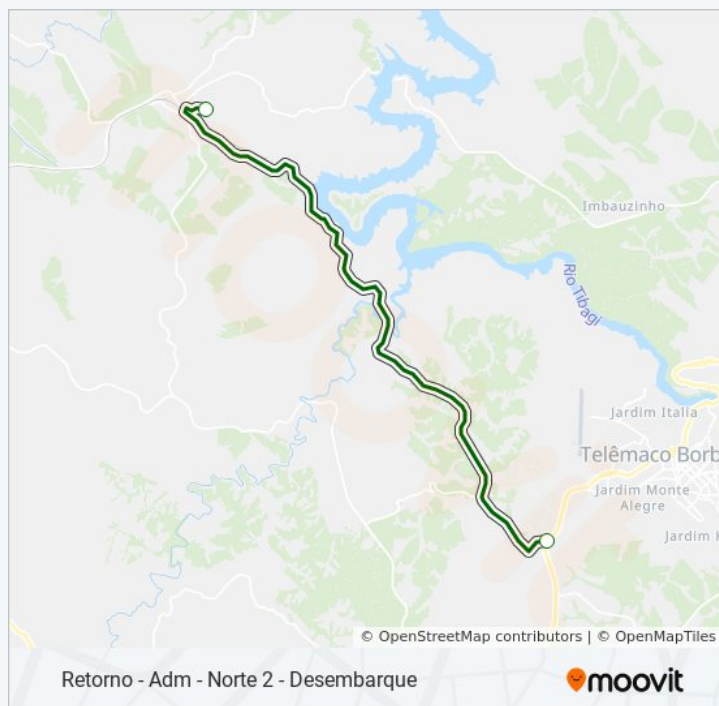 Imbauzinho
Rio Tibagi
Jardim Italia
Telêmaco Borb
Jardim Monte
Alegre
Jardim K
© OpenStreetMap contributors | © OpenMapTiles
Retorno - Adm - Norte 2 - Desembarque
moovit